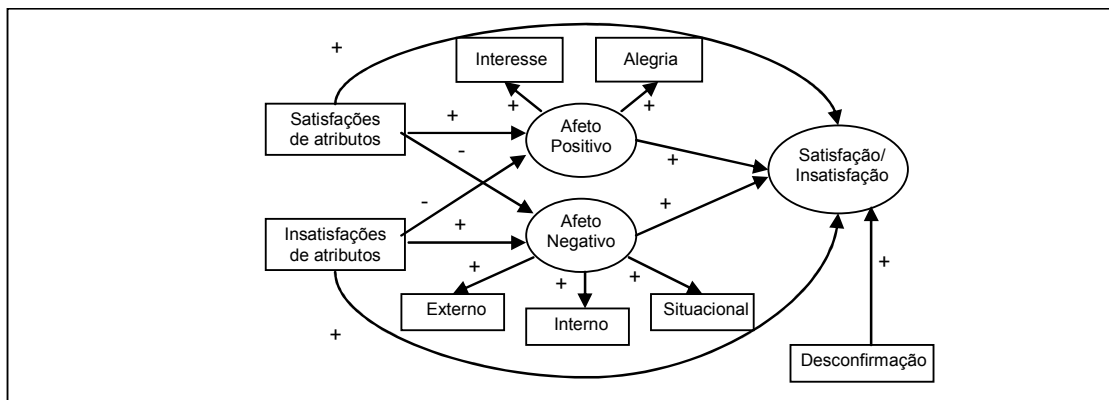 +
Interesse
Alegria
+
+
Satisfações
de atributos
+
-
Afeto
Positivo
+
Satisfação/
Insatisfação
-
+
Insatisfações
de atributos
+
Afeto
Negativo
+
+
+
+
Externo
Interno
Situacional
+
Desconfirmação